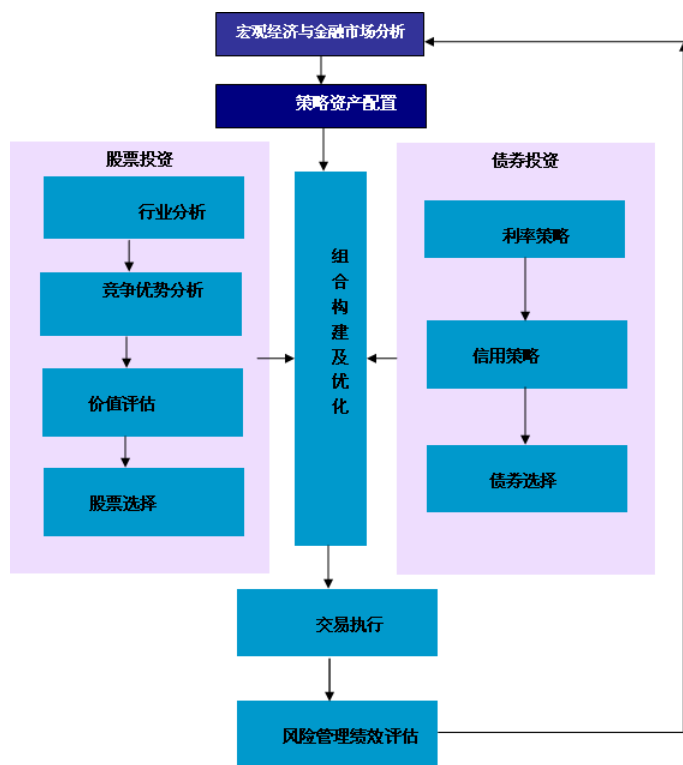 宏观经济与金融市场分析
策略资产配置
股票投资
行业分析
竞争优势分析
价值评估
股票选择
组
合
构
建
及
优
化
债券投资
利率策略
信用策略
债券选择
交易执行
风险管理绩效评估